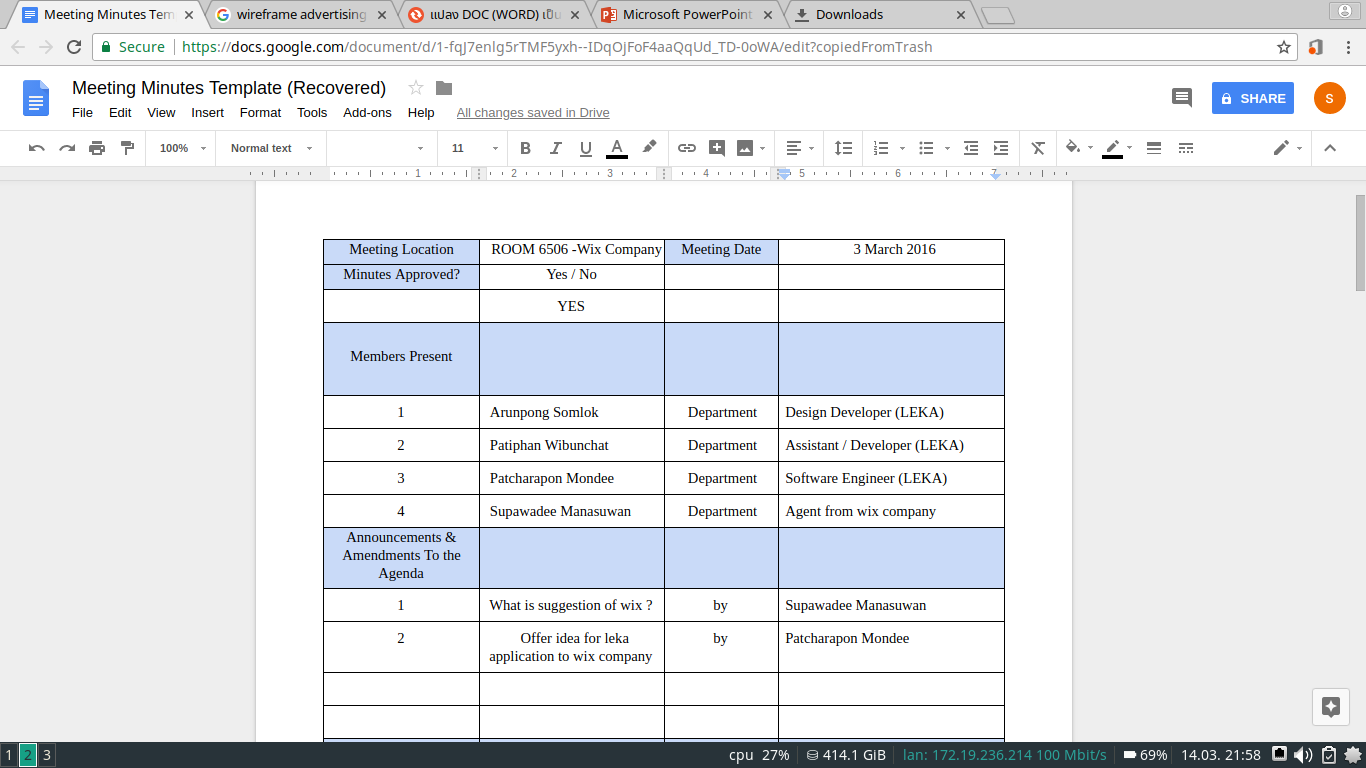 Meeting Minutes Tem
wireframe advertising
แปลง DOC (WORD) เป็น
Microsoft PowerPoint
Downloads
Secure https://docs.google.com/document/d/1-fqJ7enlg5rTMF5yxh--IDqOjFoF4aaQqUd_TD-0oWA/edit?copiedFromTrash
Meeting Minutes Template (Recovered)
File Edit View Insert Format Tools Add-ons Help All changes saved in Drive
SHARE
S
100% Normal text 11 B I U A
1 2 3 4 5 6 7
Meeting Location ROOM 6506 -Wix Company Meeting Date 3 March 2016
Minutes Approved? Yes / No
YES
Members Present
1 Arunpong Somlok Department Design Developer (LEKA)
2 Patiphan Wibunchat Department Assistant / Developer (LEKA)
3 Patcharapon Mondee Department Software Engineer (LEKA)
4 Supawadee Manasuwan Department Agent from wix company
Announcements &
Amendments To the
Agenda
1 What is suggestion of wix ? by Supawadee Manasuwan
2 Offer idea for leka
application to wix company by Patcharapon Mondee
1 2 3 cpu 27% 414.1 GiB lan: 172.19.236.214 100 Mbit/s 69% 14.03. 21:58